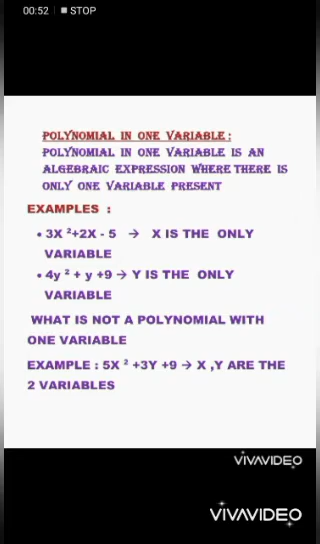 00:52 STOP
POLYNOMIAL IN ONE VARIABLE :
POLYNOMIAL IN ONE VARIABLE IS AN
ALGEBRAIC EXPRESSION WHERE THERE IS
ONLY ONE VARIABLE PRESENT
EXAMPLES :
• 3X ²+2X - 5 → X IS THE ONLY
VARIABLE
• 4y ² + y +9 → Y IS THE ONLY
VARIABLE
WHAT IS NOT A POLYNOMIAL WITH
ONE VARIABLE
EXAMPLE : 5X ² +3Y +9 → X ,Y ARE THE
2 VARIABLES
VIVAVIDEO
VIVAVIDEO